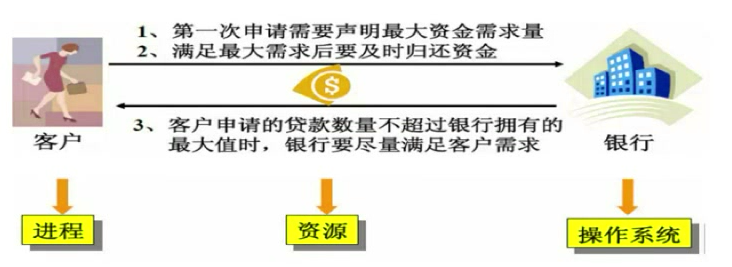 1、第一次申请需要声明最大资金需求量
2、满足最大需求后要及时归还资金
$
3、客户申请的贷款数量不超过银行拥有的
最大值时，银行要尽量满足客户需求
客户
银行
进程
资源
操作系统